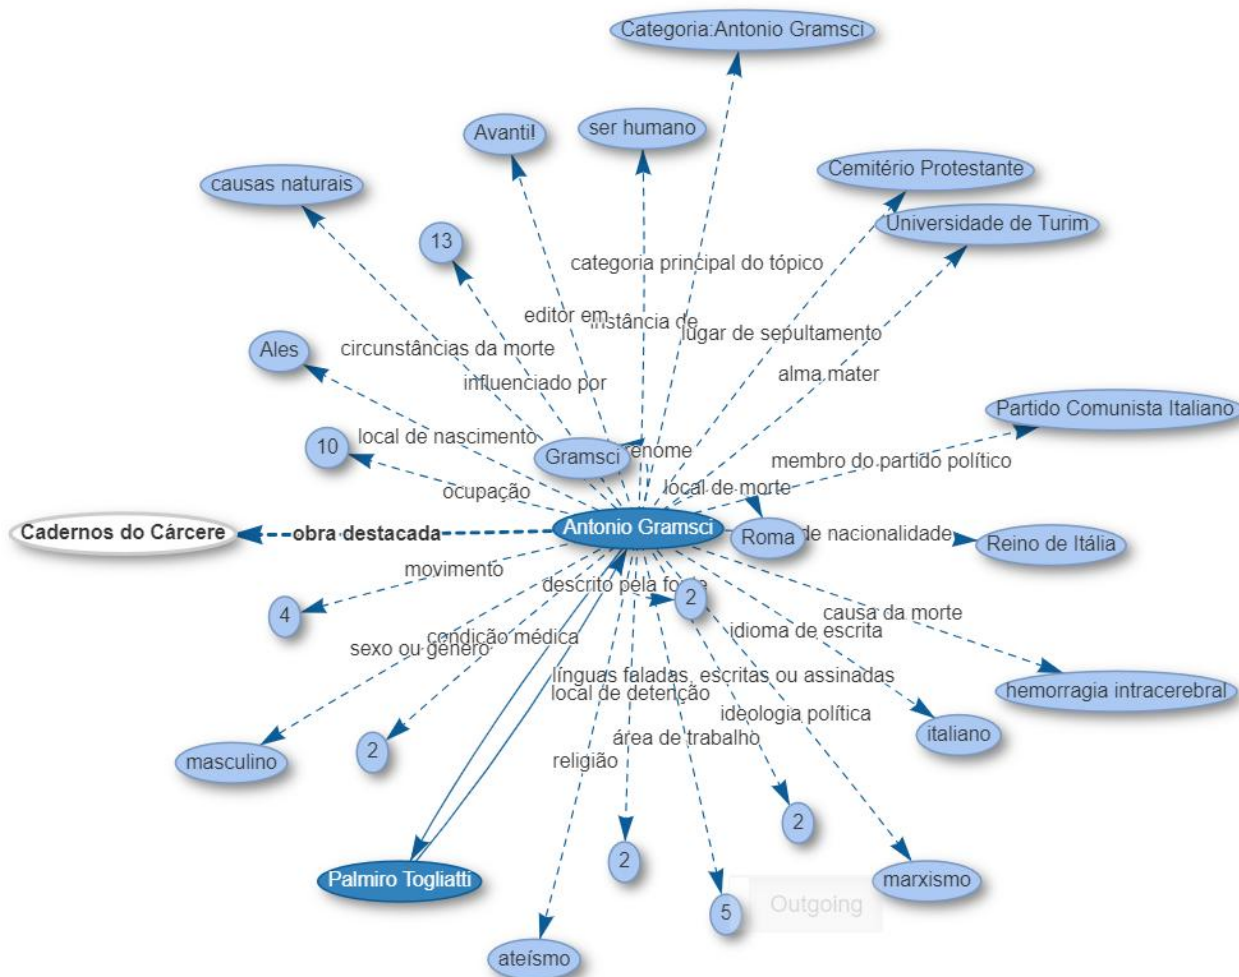 Categoria:Antonio Gramsci
Avanti!
ser humano
Cemitério Protestante
causas naturais
Universidade de Turim
13
categoria principal do tópico
editor em
instância de
lugar de sepultamento
Ales
circunstâncias da morte
alma mater
influenciado por
Partido Comunista Italiano
local de nascimento
10
Gramsci
renome
membro do partido político
ocupação
local de morte
Cadernos do Cárcere
obra destacada
Antonio Gramsci
Roma
de nacionalidade
Reino de Itália
movimento
descrito pela fonte
2
4
causa da morte
condição médica
idioma de escrita
sexo ou gênero
línguas faladas, escritas ou assinadas
local de detenção
hemorragia intracerebral
ideologia política
italiano
área de trabalho
masculino
2
religião
2
2
Palmiro Togliatti
marxismo
5
Outgoing
ateísmo